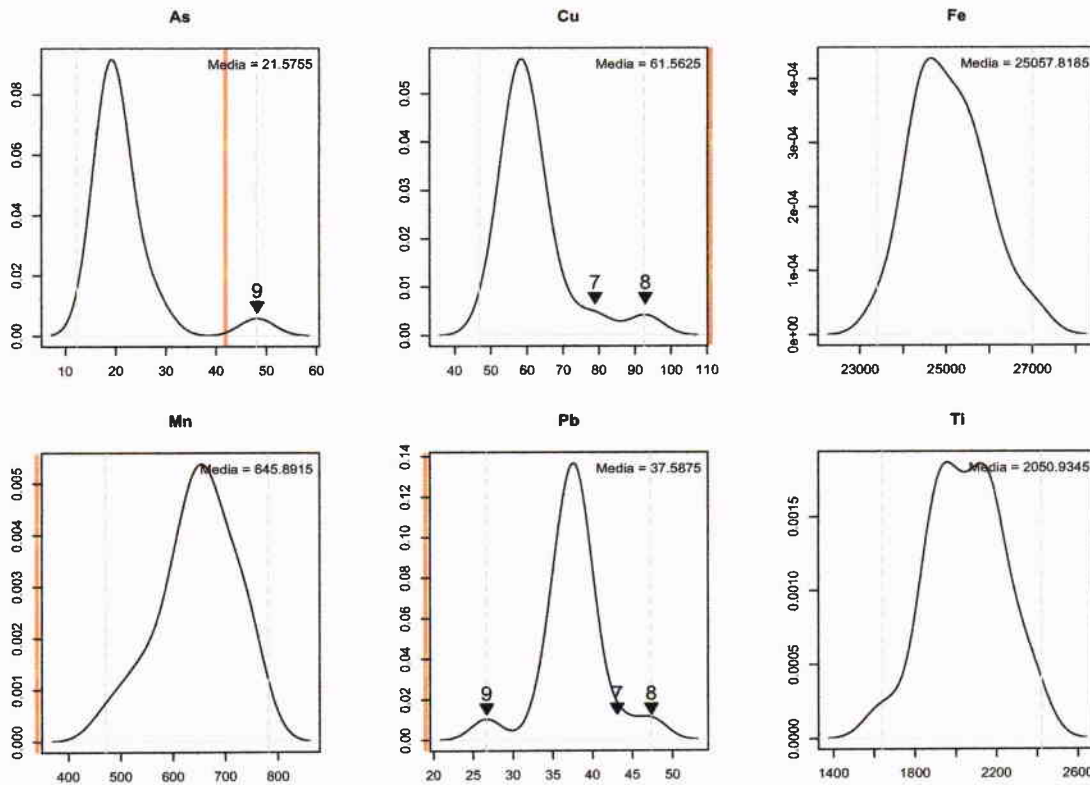 As
Cu
Fe
Media = 21.5755
Media = 61.5625
Media = 25057.8185
0.00 0.02 0.04 0.06 0.08
0.00 0.01 0.02 0.03 0.04 0.05
0e+00 1e-04 2e-04 3e-04 4e-04
9
7
8
10 20 30 40 50 60
40 50 60 70 80 90 100 110
23000 25000 27000
Mn
Pb
Ti
Media = 645.8915
Media = 37.5875
Media = 2050.9345
0.000 0.001 0.002 0.003 0.004 0.005
0.00 0.02 0.04 0.06 0.08 0.10 0.12 0.14
0.0000 0.0005 0.0010 0.0015
9
7
8
400 500 600 700 800
20 25 30 35 40 45 50
1400 1800 2200 2600